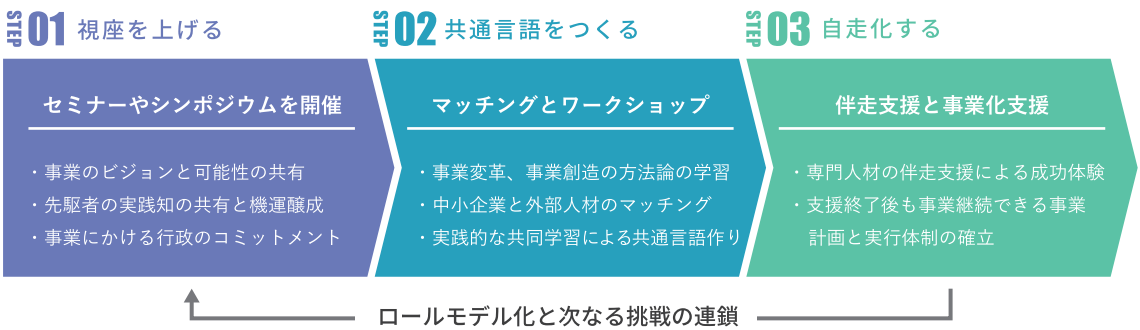 STEP 01 視座を上げる
セミナーやシンポジウムを開催
・事業のビジョンと可能性の共有
・先駆者の実践知の共有と機運醸成
・事業にかける行政のコミットメント
STEP 02 共通言語をつくる
マッチングとワークショップ
・事業変革、事業創造の方法論の学習
・中小企業と外部人材のマッチング
・実践的な共同学習による共通言語作り
STEP 03 自走化する
伴走支援と事業化支援
・専門人材の伴走支援による成功体験
・支援終了後も事業継続できる事業
計画と実行体制の確立
ロールモデル化と次なる挑戦の連鎖